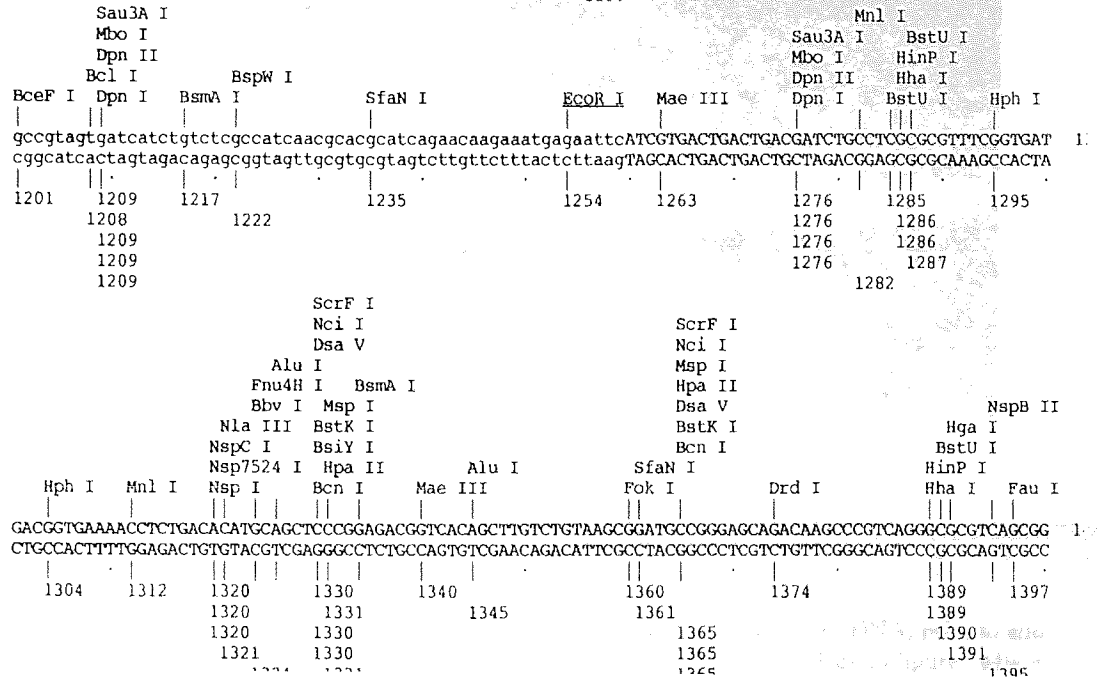 Sau3A I Mnl I
Mbo I Sau3A I BstU I
Dpn II Mbo I HinP I
Bcl I BspW I Dpn II Hha I
BceF I Dpn I BsmA I SfaN I EcoR I Mae III Dpn I BstU I Hph I
gccgtagtgatcatctgtctcgccatcaacgcacgcatcagaacaagaaatgagaattcATCGTGACTGACTGACGATCTGCCTCGCGCGTTTCGGTGAT
cggcatcactagtagacagagcggtagttgcgtgcgtagtcttgttctttactcttaagTAGCACTGACTGACTGCTAGACGGAGCGCGCAAAGCCACTA
1201 1209 1217 1235 1254 1263 1276 1285 1295
1208 1222 1276 1286
1209 1276 1286
1209 1276 1287
1209 1282
ScrF I ScrF I
Nci I Nci I
Dsa V Msp I
Alu I Hpa II
Fnu4H I BsmA I Dsa V
Bbv I Msp I BstK I NspB II
Nla III BstK I Bcn I Hga I
NspC I BsiY I BstU I
Nsp7524 I Hpa II Alu I SfaN I HinP I
Hph I Mnl I Nsp I Bcn I Mae III Fok I Drd I Hha I Fau I
GACGGTGAAAACCTCTGACACATGCAGCTCCCGGAGACGGTCACAGCTTGTCTGTAAGCGGATGCCGGGAGCAGACAAGCCCGTCAGGGCGCGTCAGCGG
CTGCCACTTTTGGAGACTGTGTACGTCGAGGGCCTCTGCCAGTGTCGAACAGACATTCGCCTACGGCCCTCGTCTGTTCGGGCAGTCCCGCGCAGTCGCC
1304 1312 1320 1330 1340 1360 1374 1389 1397
1320 1331 1345 1361 1389
1320 1330 1365 1390
1321 1330 1365 1391
1365 1395